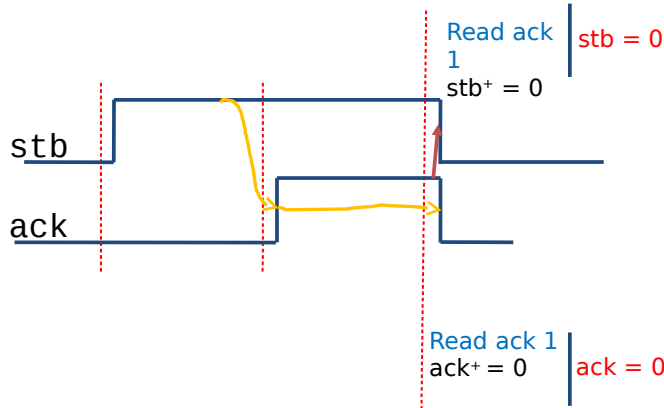 Read ack
1
stb⁺ = 0
stb = 0
stb
ack
Read ack 1
ack⁺ = 0
ack = 0